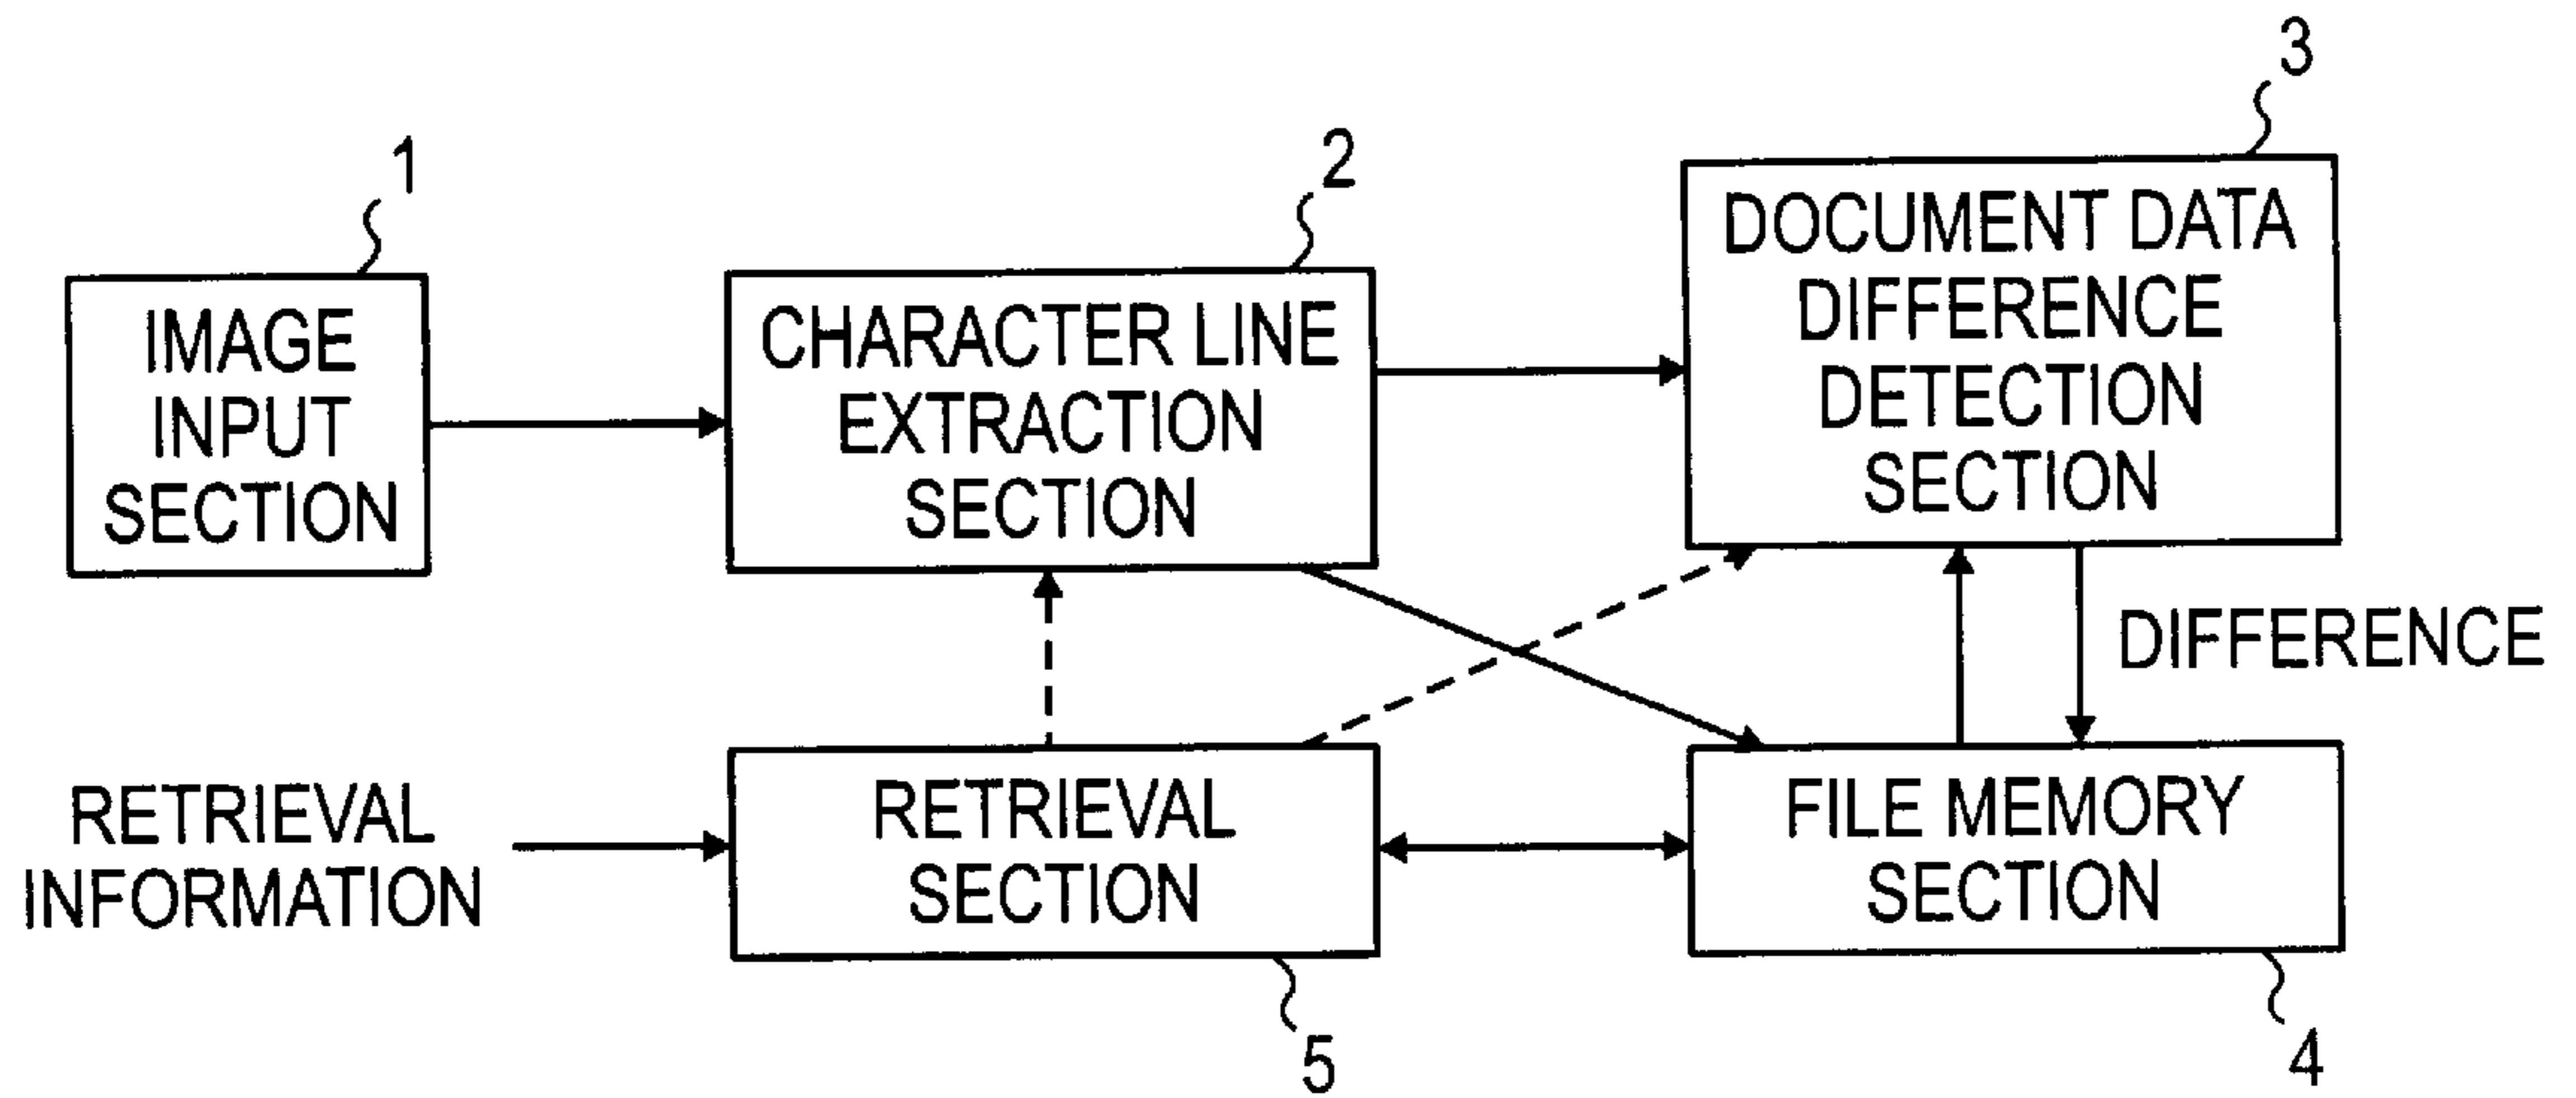 1
IMAGE
INPUT
SECTION
2
CHARACTER LINE
EXTRACTION
SECTION
3
DOCUMENT DATA
DIFFERENCE
DETECTION
SECTION
DIFFERENCE
RETRIEVAL
INFORMATION
RETRIEVAL
SECTION
5
FILE MEMORY
SECTION
4